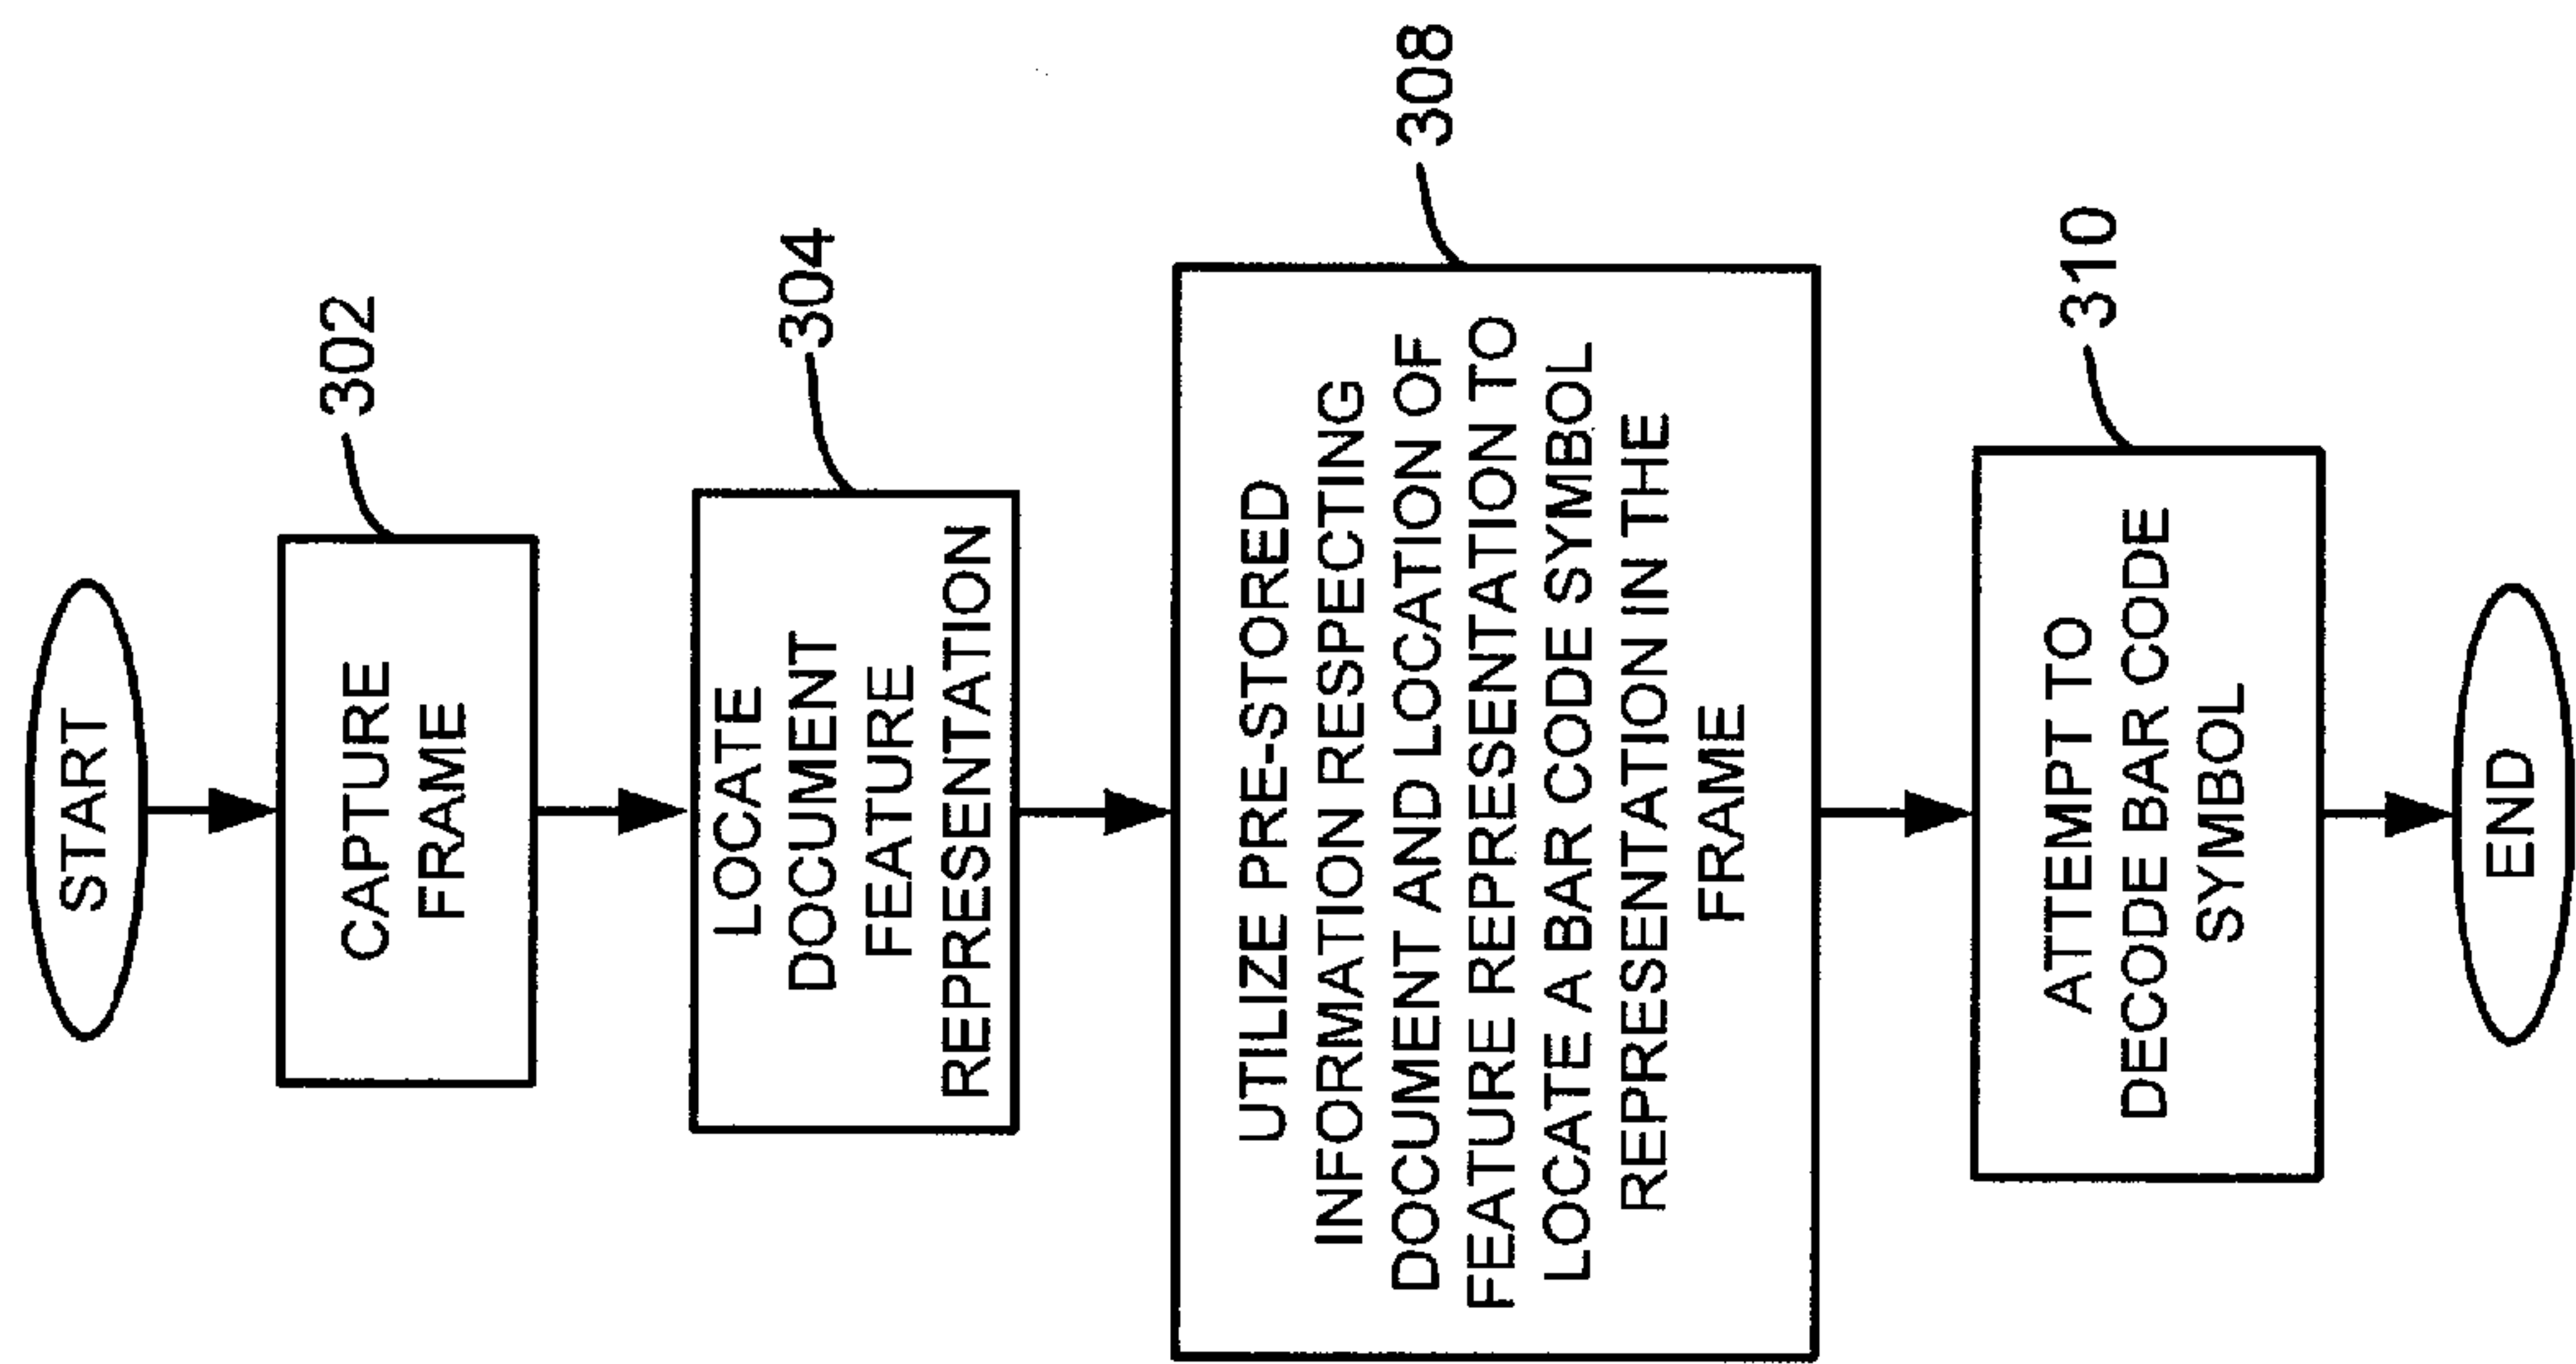 START
CAPTURE
FRAME
302
LOCATE
DOCUMENT
FEATURE
REPRESENTATION
304
UTILIZE PRE-STORED
INFORMATION RESPECTING
DOCUMENT AND LOCATION OF
FEATURE REPRESENTATION TO
LOCATE A BAR CODE SYMBOL
REPRESENTATION IN THE
FRAME
308
ATTEMPT TO
DECODE BAR CODE
SYMBOL
310
END